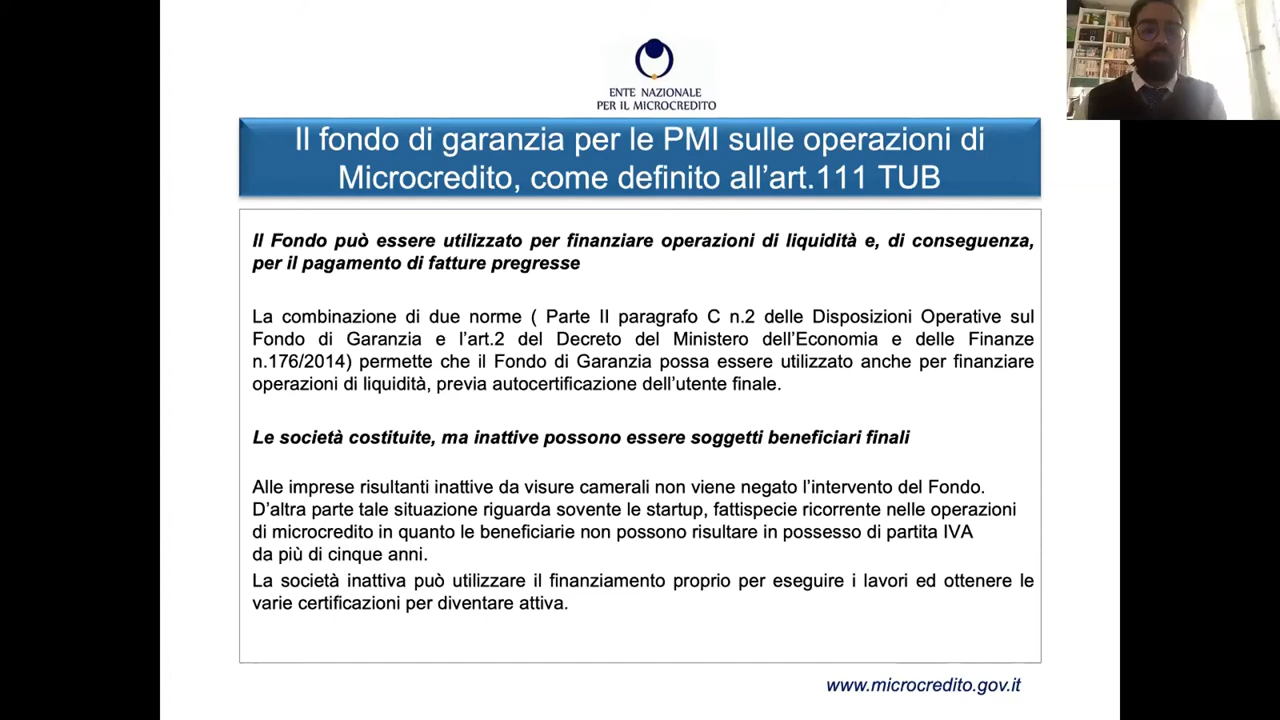 ENTE NAZIONALE
PER IL MICROCREDITO
Il fondo di garanzia per le PMI sulle operazioni di
Microcredito, come definito all’art.111 TUB
Il Fondo può essere utilizzato per finanziare operazioni di liquidità e, di conseguenza,
per il pagamento di fatture pregresse
La combinazione di due norme ( Parte II paragrafo C n.2 delle Disposizioni Operative sul
Fondo di Garanzia e l’art.2 del Decreto del Ministero dell’Economia e delle Finanze
n.176/2014) permette che il Fondo di Garanzia possa essere utilizzato anche per finanziare
operazioni di liquidità, previa autocertificazione dell’utente finale.
Le società costituite, ma inattive possono essere soggetti beneficiari finali
Alle imprese risultanti inattive da visure camerali non viene negato l’intervento del Fondo.
D’altra parte tale situazione riguarda sovente le startup, fattispecie ricorrente nelle operazioni
di microcredito in quanto le beneficiarie non possono risultare in possesso di partita IVA
da più di cinque anni.
La società inattiva può utilizzare il finanziamento proprio per eseguire i lavori ed ottenere le
varie certificazioni per diventare attiva.
www.microcredito.gov.it